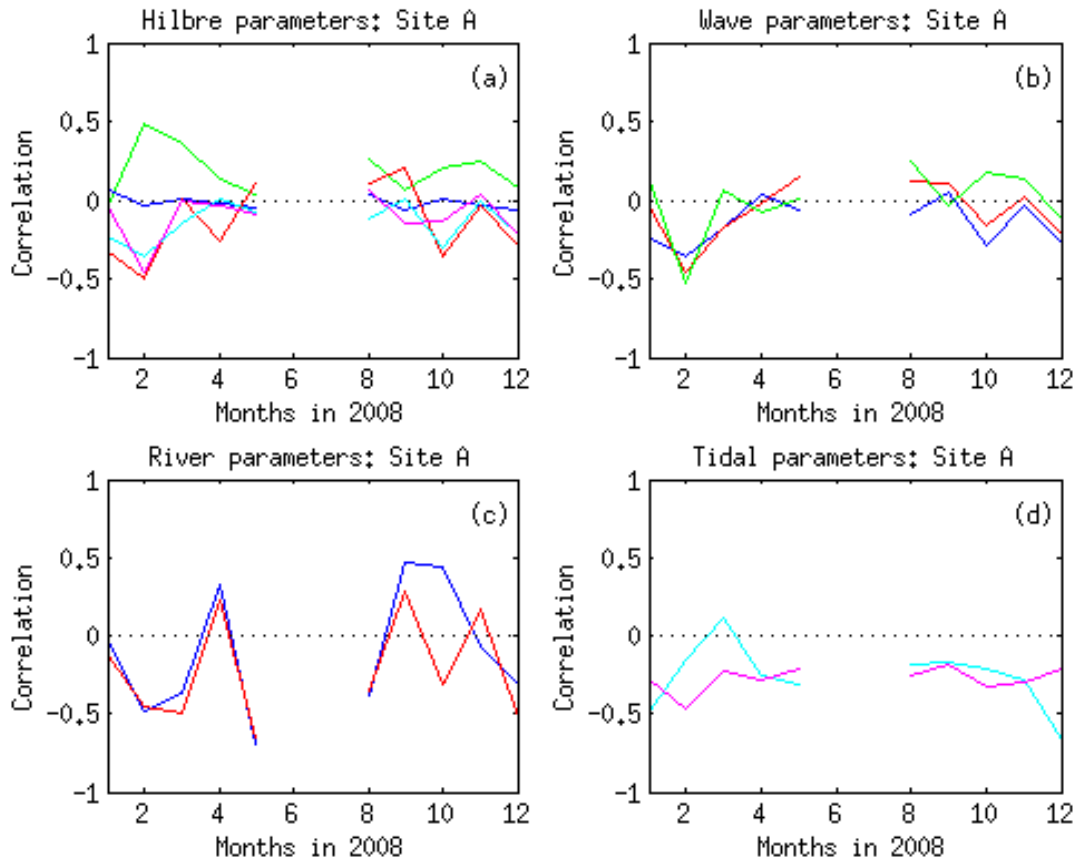 Hilbre parameters: Site A
(a)
Correlation
1
0.5
0
-0.5
-1
2 4 6 8 10 12
Months in 2008
Wave parameters: Site A
(b)
Correlation
1
0.5
0
-0.5
-1
2 4 6 8 10 12
Months in 2008
River parameters: Site A
(c)
Correlation
1
0.5
0
-0.5
-1
2 4 6 8 10 12
Months in 2008
Tidal parameters: Site A
(d)
Correlation
1
0.5
0
-0.5
-1
2 4 6 8 10 12
Months in 2008